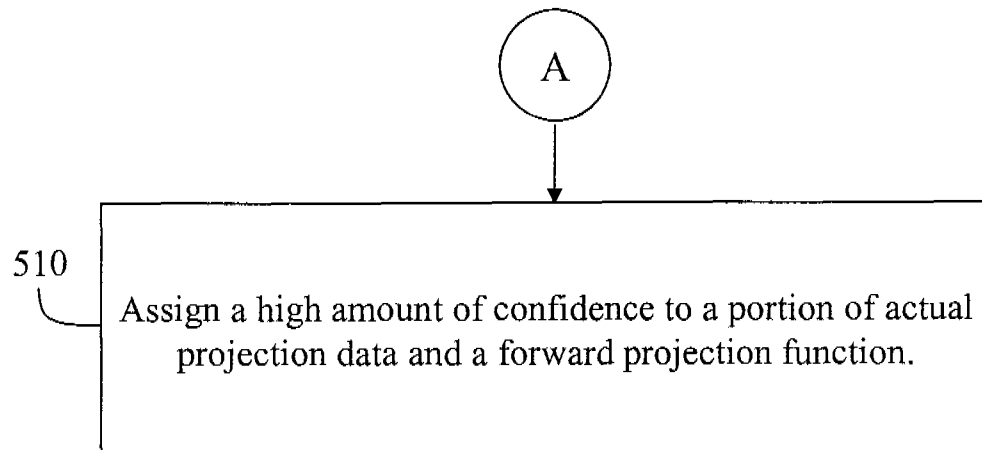 A
510
Assign a high amount of confidence to a portion of actual
projection data and a forward projection function.